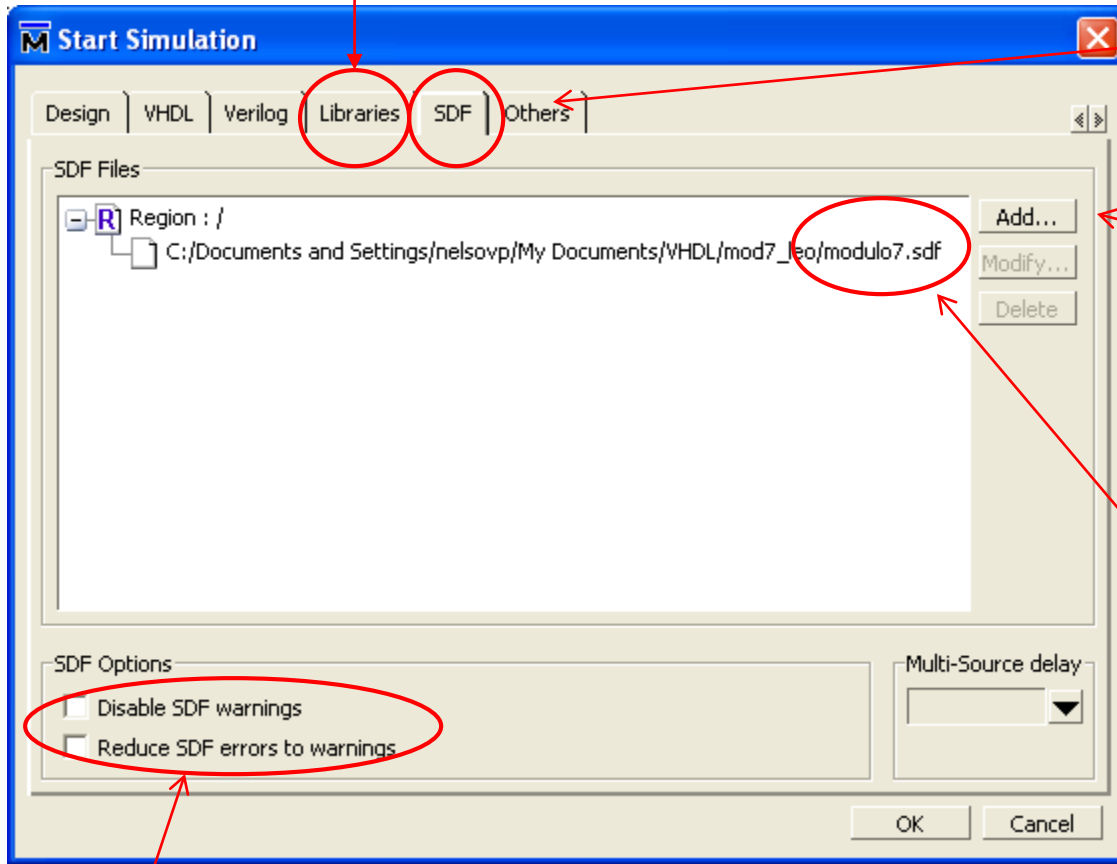 Start Simulation
Design VHDL Verilog Libraries SDF Others
SDF Files
R Region : /
Add...
C:/Documents and Settings/nelsovp/My Documents/VHDL/mod7_leo/modulo7.sdf
Modify...
Delete
SDF Options
Multi-Source delay
Disable SDF warnings
Reduce SDF errors to warnings
OK Cancel